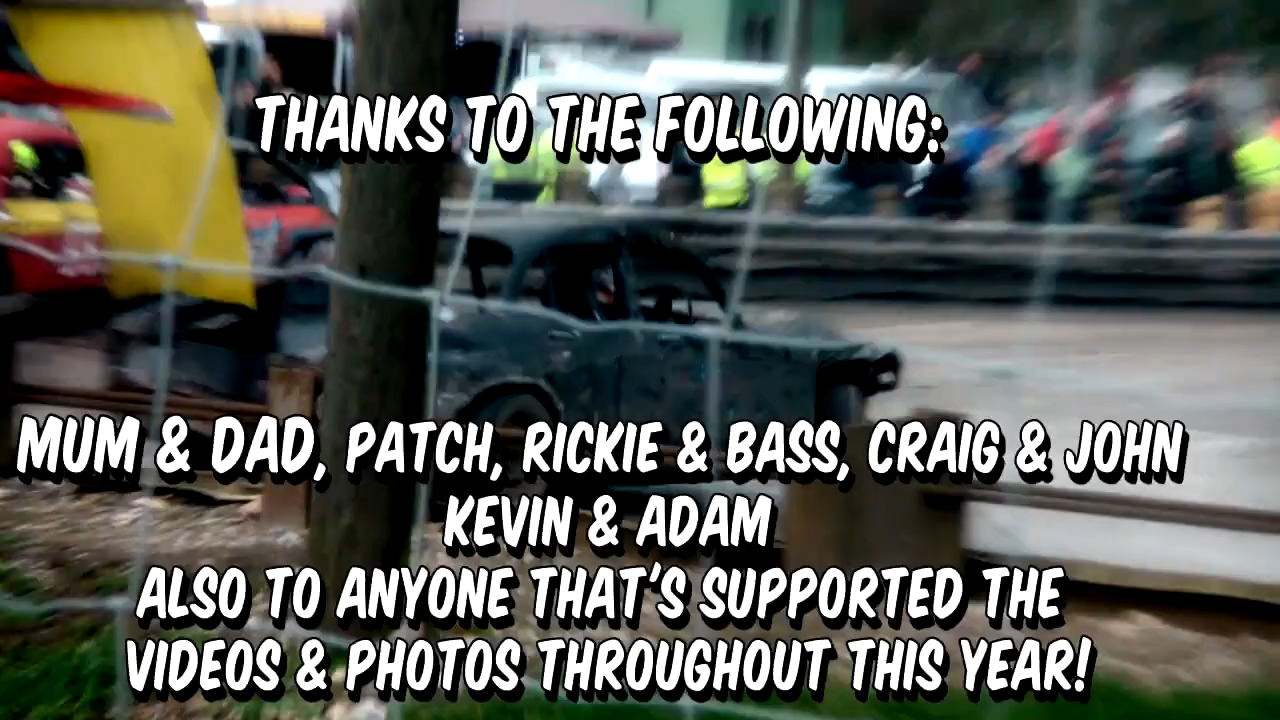 THANKS TO THE FOLLOWING:
MUM & DAD, PATCH, RICKIE & BASS, CRAIG & JOHN
KEVIN & ADAM
ALSO TO ANYONE THAT'S SUPPORTED THE
VIDEOS & PHOTOS THROUGHOUT THIS YEAR!